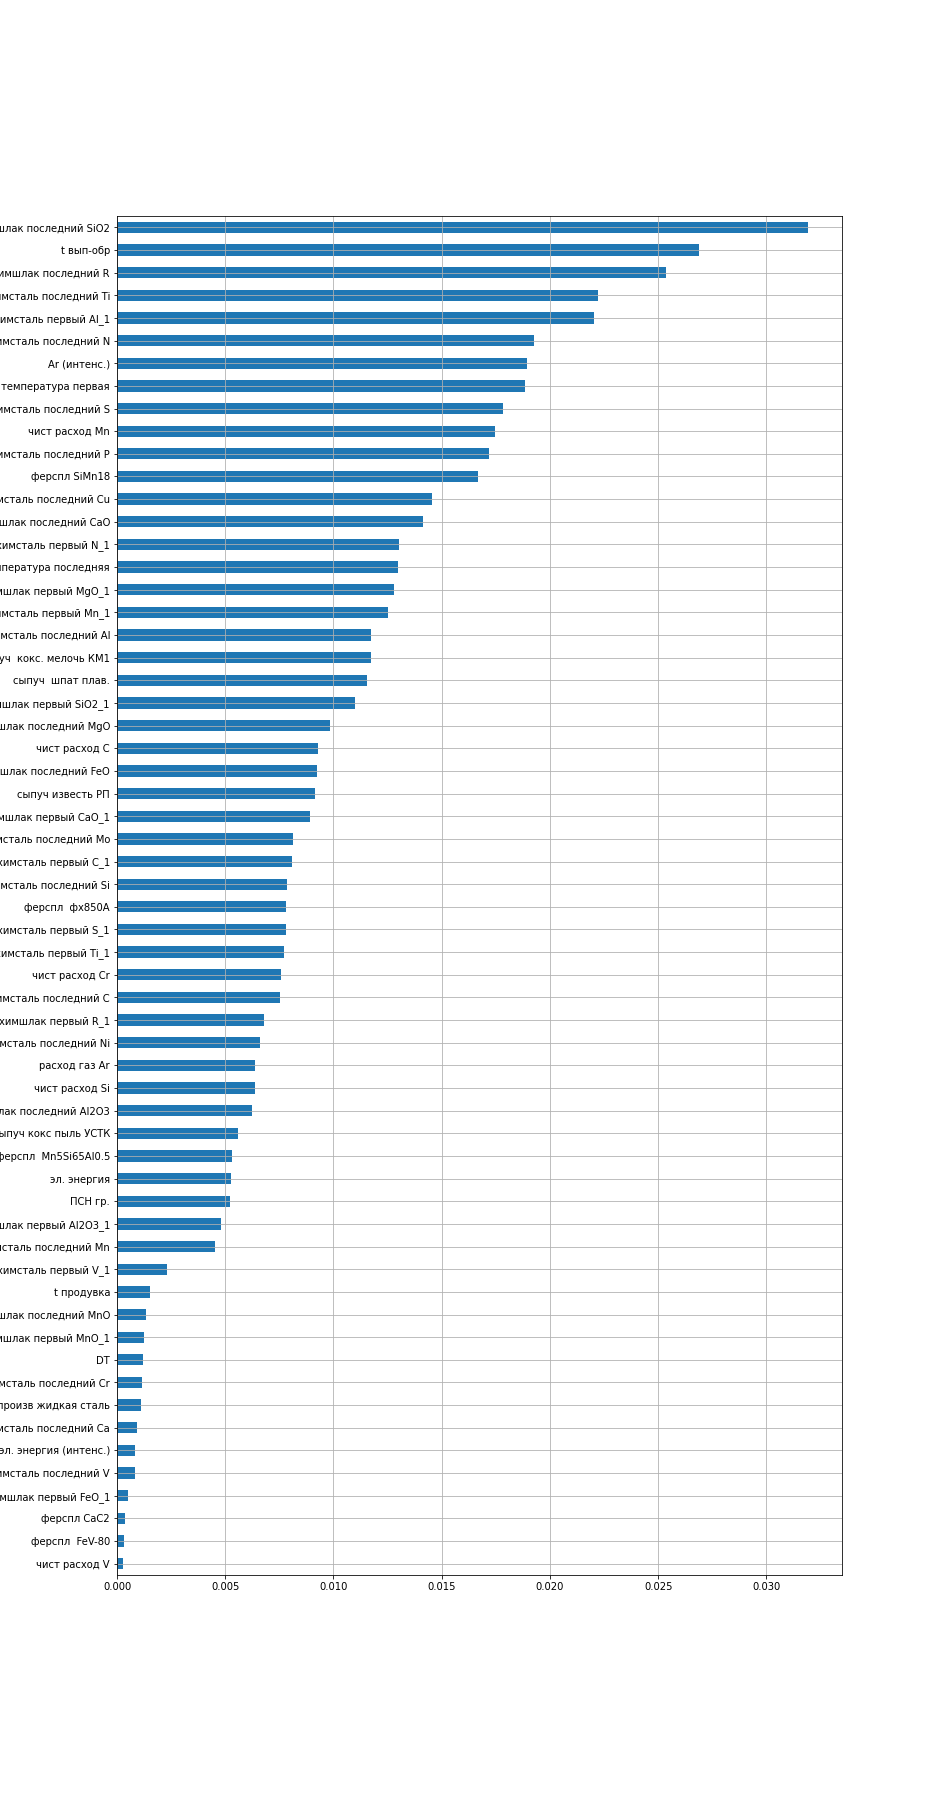 шлак последний SiO2
t вып-обр
имшлак последний R
мсталь последний Ti
имсталь первый Al_1
мсталь последний N
Ar (интенс.)
температура первая
имсталь последний S
чист расход Mn
имсталь последний P
ферспл SiMn18
мсталь последний Cu
шлак последний CaO
химсталь первый N_1
пература последняя
мшлак первый MgO_1
мсталь первый Mn_1
мсталь последний Al
уч  кокс. мелочь КМ1
сыпуч  шпат плав.
мшлак первый SiO2_1
шлак последний MgO
чист расход C
шлак последний FeO
сыпуч известь РП
мшлак первый CaO_1
мсталь последний Mo
химсталь первый C_1
мсталь последний Si
ферспл  фх850А
химсталь первый S_1
имсталь первый Ti_1
чист расход Cr
имсталь последний C
химшлак первый R_1
мсталь последний Ni
расход газ Ar
чист расход Si
лак последний Al2O3
ыпуч кокс пыль УСТК
ферспл  Mn5Si65Al0.5
эл. энергия
ПСН гр.
шлак первый Al2O3_1
сталь последний Mn
химсталь первый V_1
t продувка
шлак последний MnO
мшлак первый MnO_1
DT
мсталь последний Cr
произв жидкая сталь
мсталь последний Ca
эл. энергия (интенс.)
имсталь последний V
мшлак первый FeO_1
ферспл CaC2
ферспл  FeV-80
чист расход V
0.000 0.005 0.010 0.015 0.020 0.025 0.030